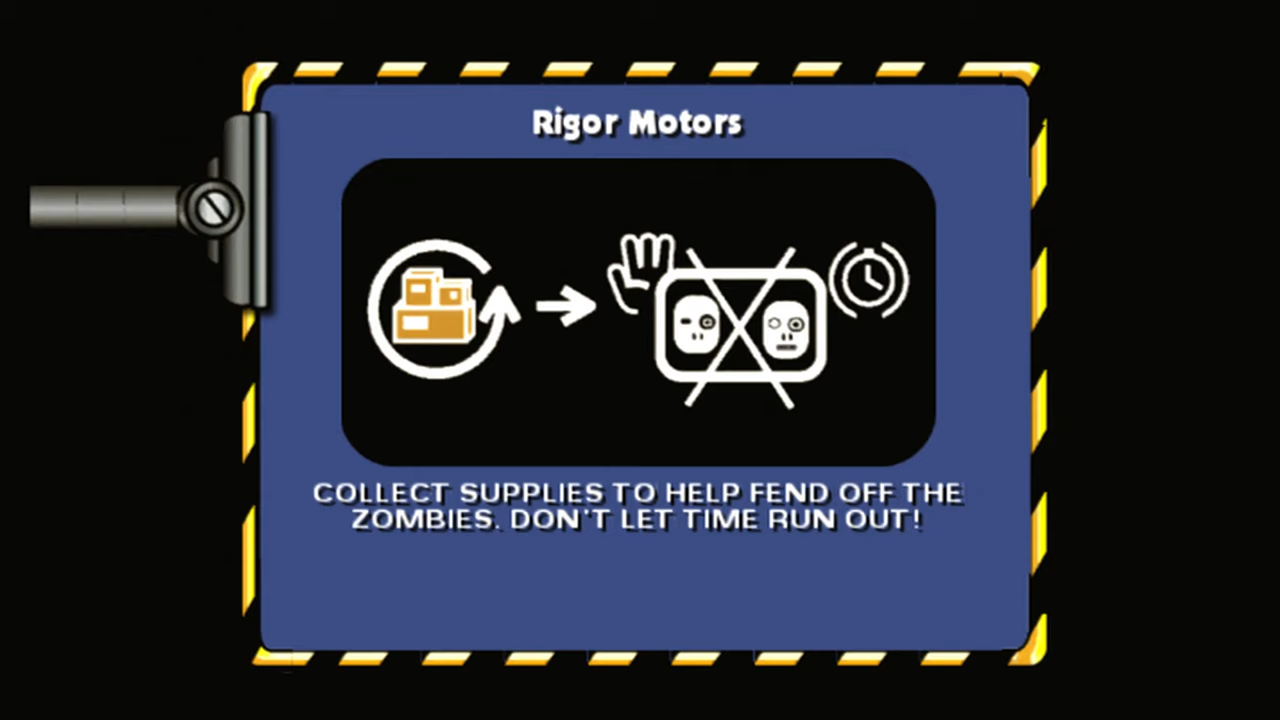 Rigor Motors
COLLECT SUPPLIES TO HELP FEND OFF THE
ZOMBIES. DON'T LET TIME RUN OUT!